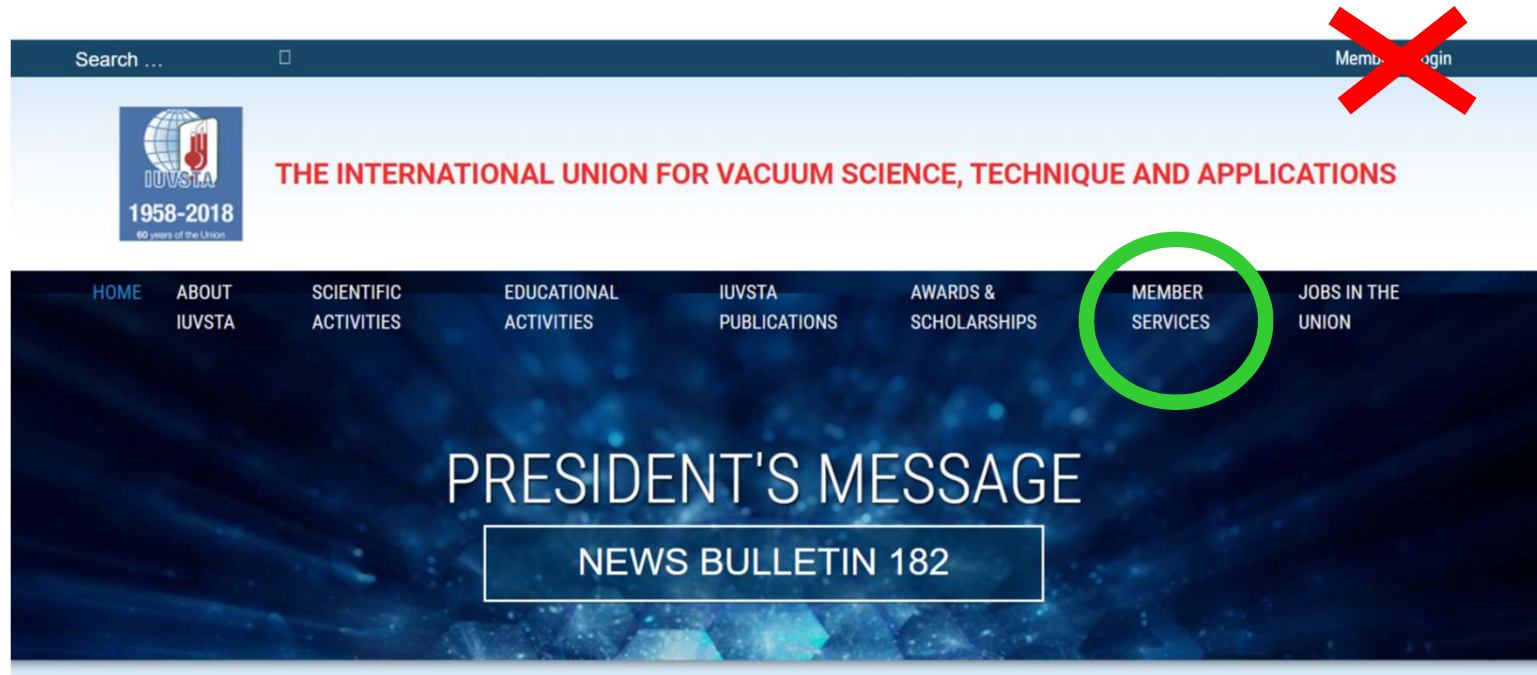 Search ...
Login
IUVSTA
1958-2018
60 years of the Union
THE INTERNATIONAL UNION FOR VACUUM SCIENCE, TECHNIQUE AND APPLICATIONS
HOME
ABOUT
IUVSTA
SCIENTIFIC
ACTIVITIES
EDUCATIONAL
ACTIVITIES
IUVSTA
PUBLICATIONS
AWARDS &
SCHOLARSHIPS
MEMBER
SERVICES
JOBS IN THE
UNION
PRESIDENT'S MESSAGE
NEWS BULLETIN 182